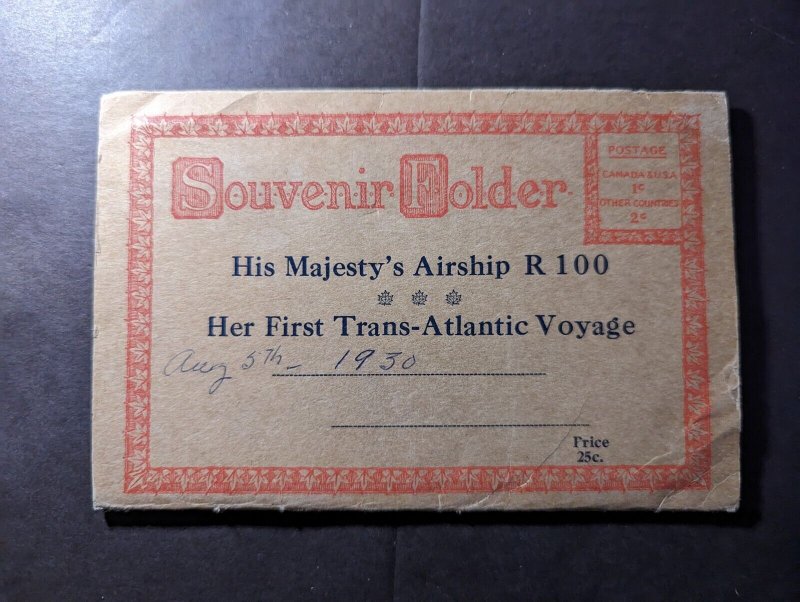 Souvenir Folder
POSTAGE
CANADA & U.S.A
1c
OTHER COUNTRIES
2c
His Majesty's Airship R 100
Her First Trans-Atlantic Voyage
Aug 5th - 1930
Price
25c.